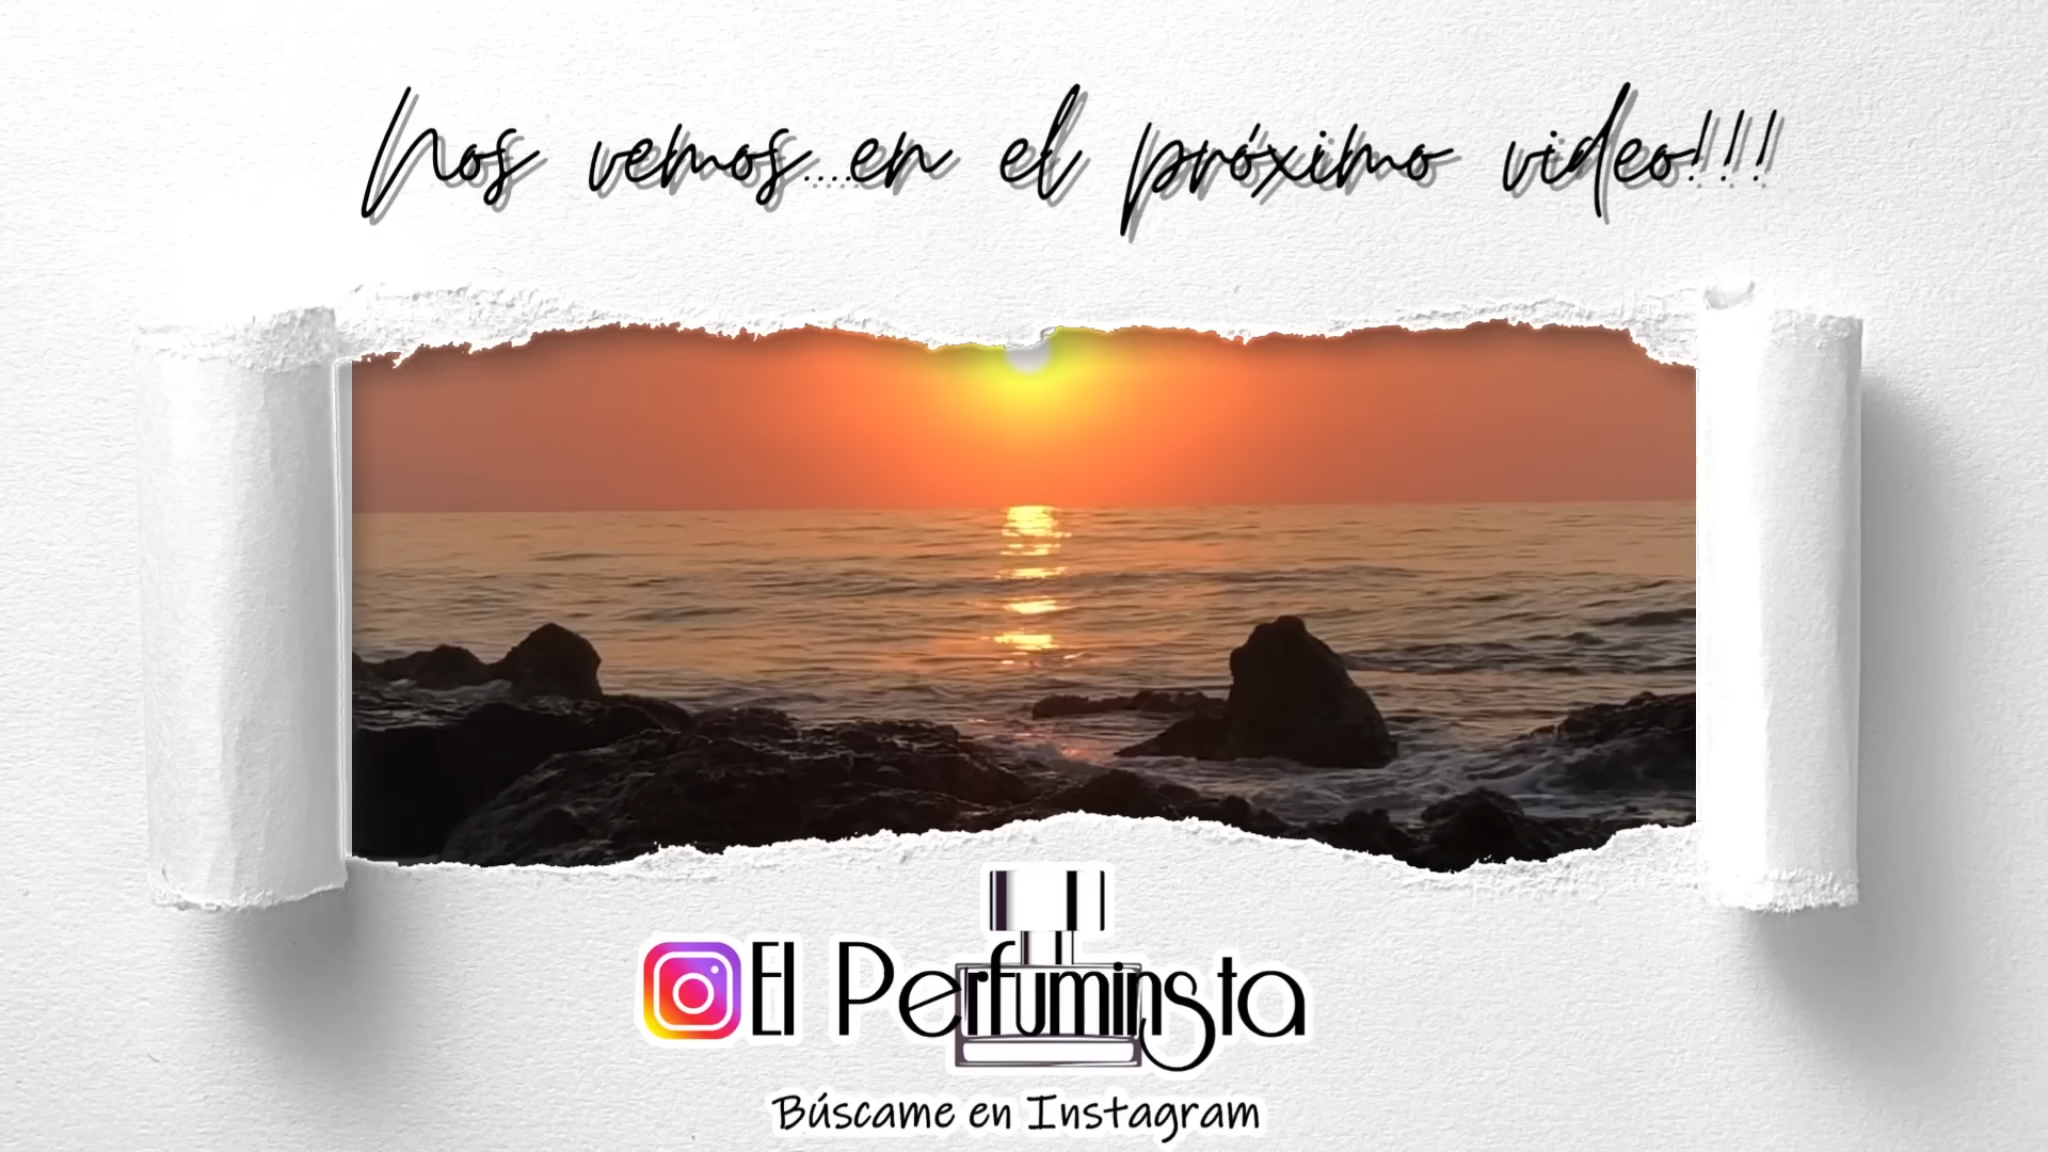 Nos vemos....en el próximo video!!!
El Perfuminsta
Búscame en Instagram